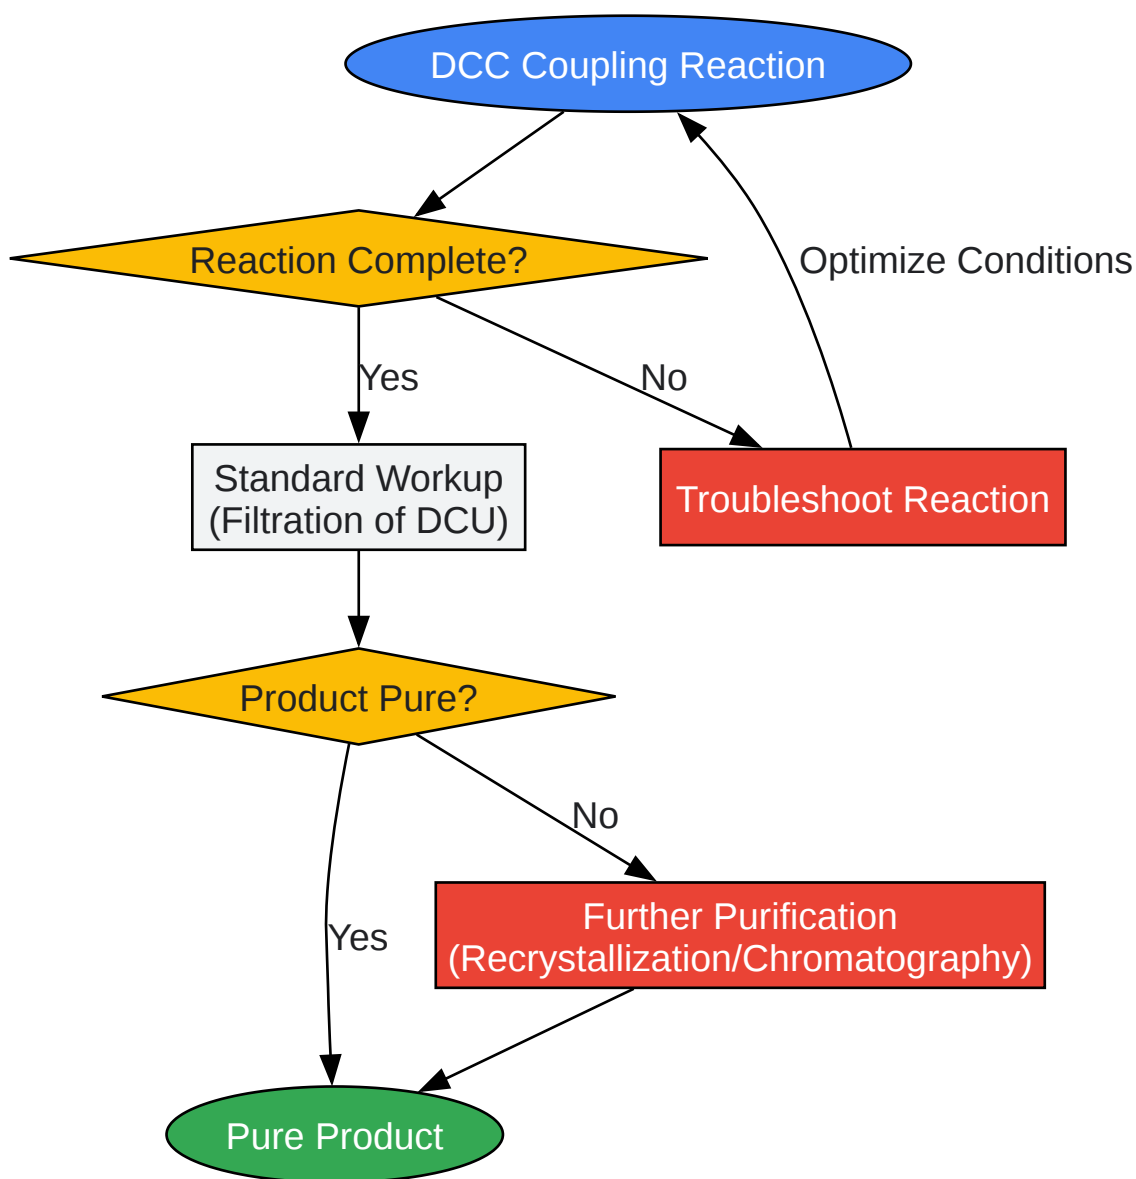 DCC Coupling Reaction
Reaction Complete?
Optimize Conditions
Yes
No
Standard Workup
(Filtration of DCU)
Troubleshoot Reaction
Product Pure?
No
Yes
Further Purification
(Recrystallization/Chromatography)
Pure Product